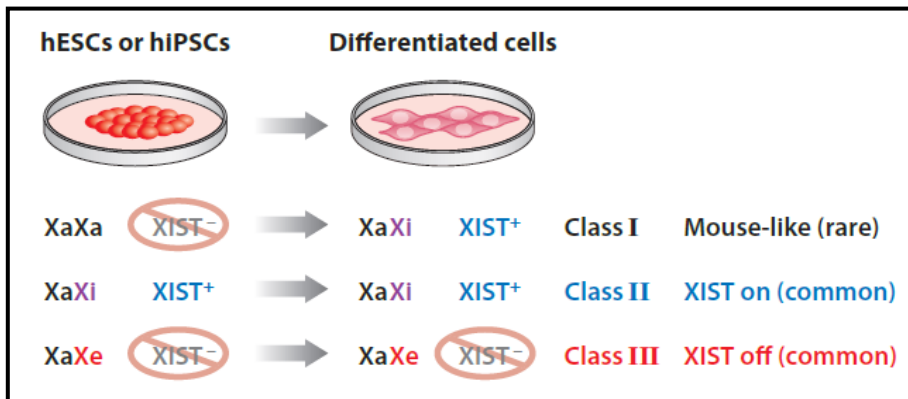 hESCs or hiPSCs Differentiated cells
XaXa XIST⁻ XaXi XIST⁺ Class I Mouse-like (rare)
XaXi XIST⁺ XaXi XIST⁺ Class II XIST on (common)
XaXe XIST⁻ XaXe XIST⁻ Class III XIST off (common)